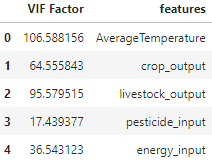 VIF Factor features
0 106.588156 AverageTemperature
1 64.555843 crop_output
2 95.579515 livestock_output
3 17.439377 pesticide_input
4 36.543123 energy_input